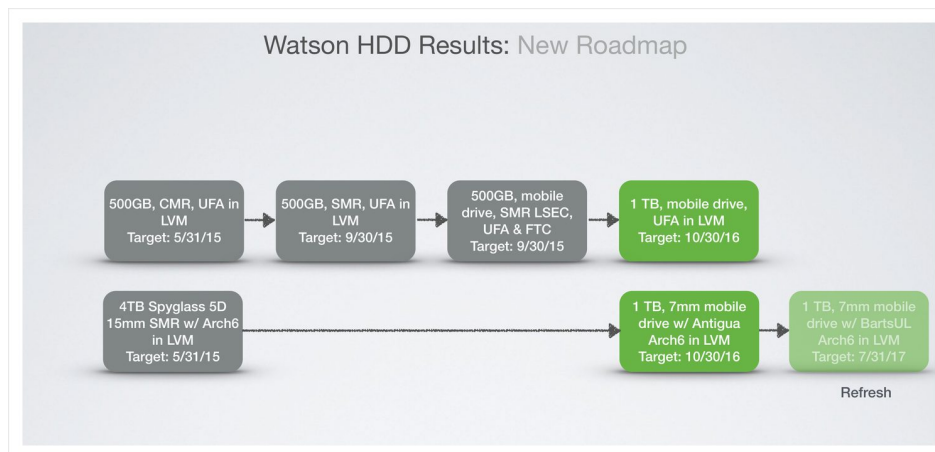 Watson HDD Results: New Roadmap
500GB, CMR, UFA in
LVM
Target: 5/31/15
500GB, SMR, UFA in
LVM
Target: 9/30/15
500GB, mobile
drive, SMR LSEC,
UFA & FTC
Target: 9/30/15
1 TB, mobile drive,
UFA in LVM
Target: 10/30/16
4TB Spyglass 5D
15mm SMR w/ Arch6
in LVM
Target: 5/31/15
1 TB, 7mm mobile
drive w/ Antigua
Arch6 in LVM
Target: 10/30/16
1 TB, 7mm mobile
drive w/ BartsUL
Arch6 in LVM
Target: 7/31/17
Refresh